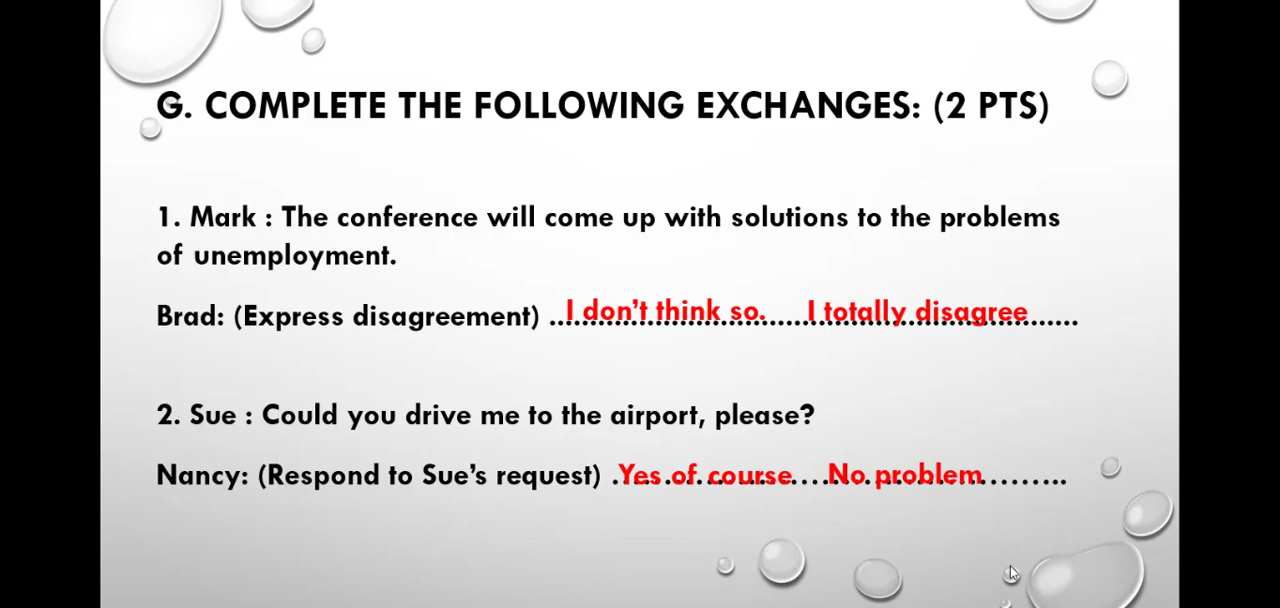 G. COMPLETE THE FOLLOWING EXCHANGES: (2 PTS)
1. Mark : The conference will come up with solutions to the problems
of unemployment.
Brad: (Express disagreement) ..I don't think so.....I totally disagree......
2. Sue : Could you drive me to the airport, please?
Nancy: (Respond to Sue's request) .Yes of course....No problem...........